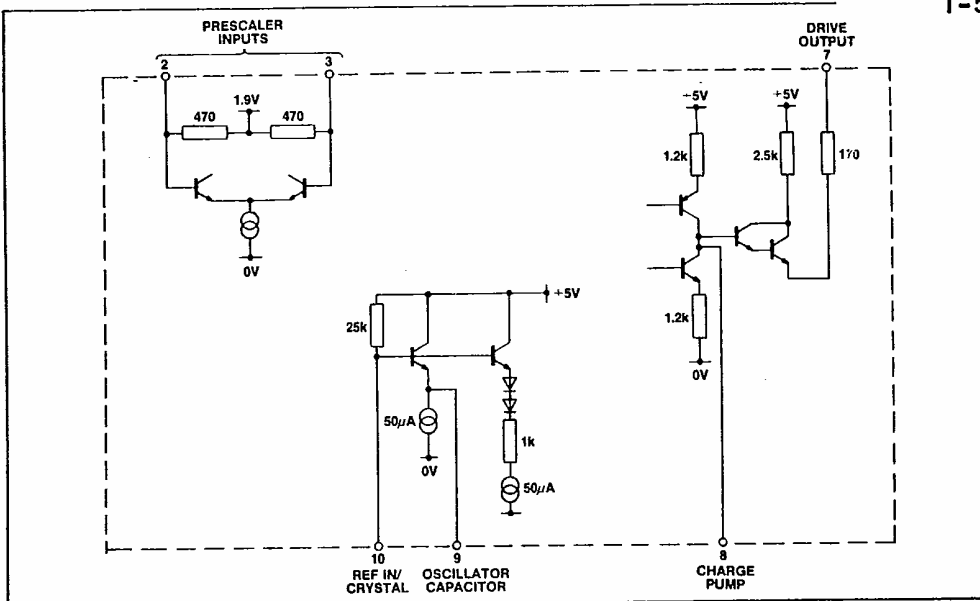 T-5
PRESCALER
INPUTS
DRIVE
OUTPUT
2
3
7
1.9V
470
470
+5V
+5V
1.2k
2.5k
170
0V
+5V
25k
1.2k
0V
50µA
1k
0V
50µA
10
9
8
REF IN/
CRYSTAL
OSCILLATOR
CAPACITOR
CHARGE
PUMP